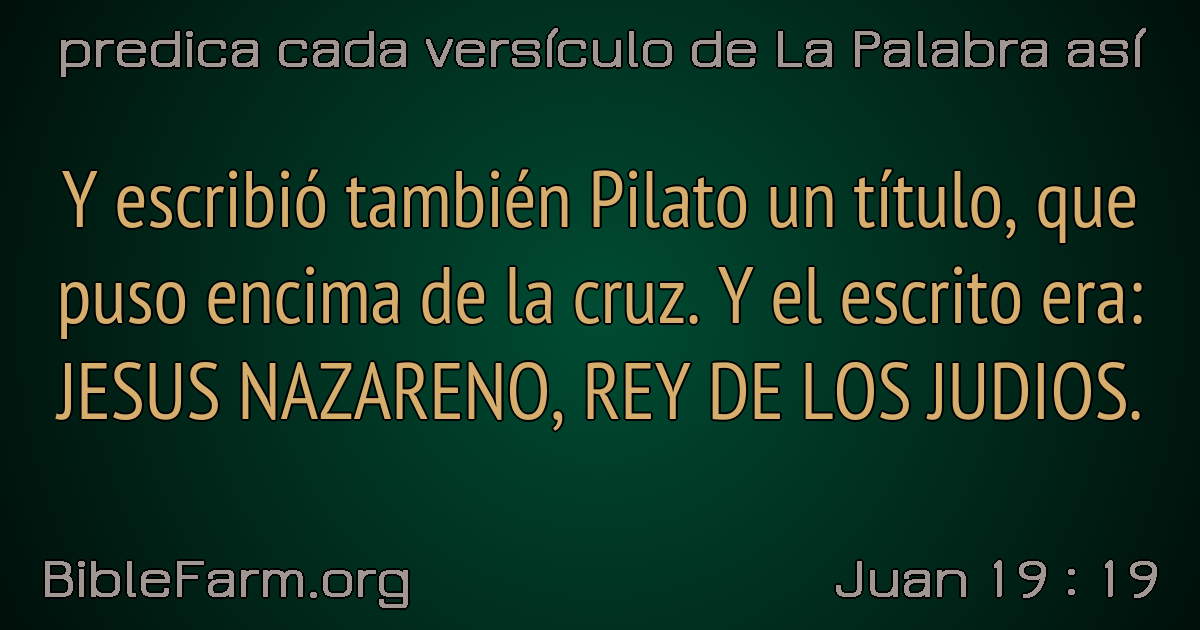 predica cada versículo de La Palabra así
Y escribió también Pilato un título, que
puso encima de la cruz. Y el escrito era:
JESUS NAZARENO, REY DE LOS JUDIOS.
BibleFarm.org
Juan 19 : 19